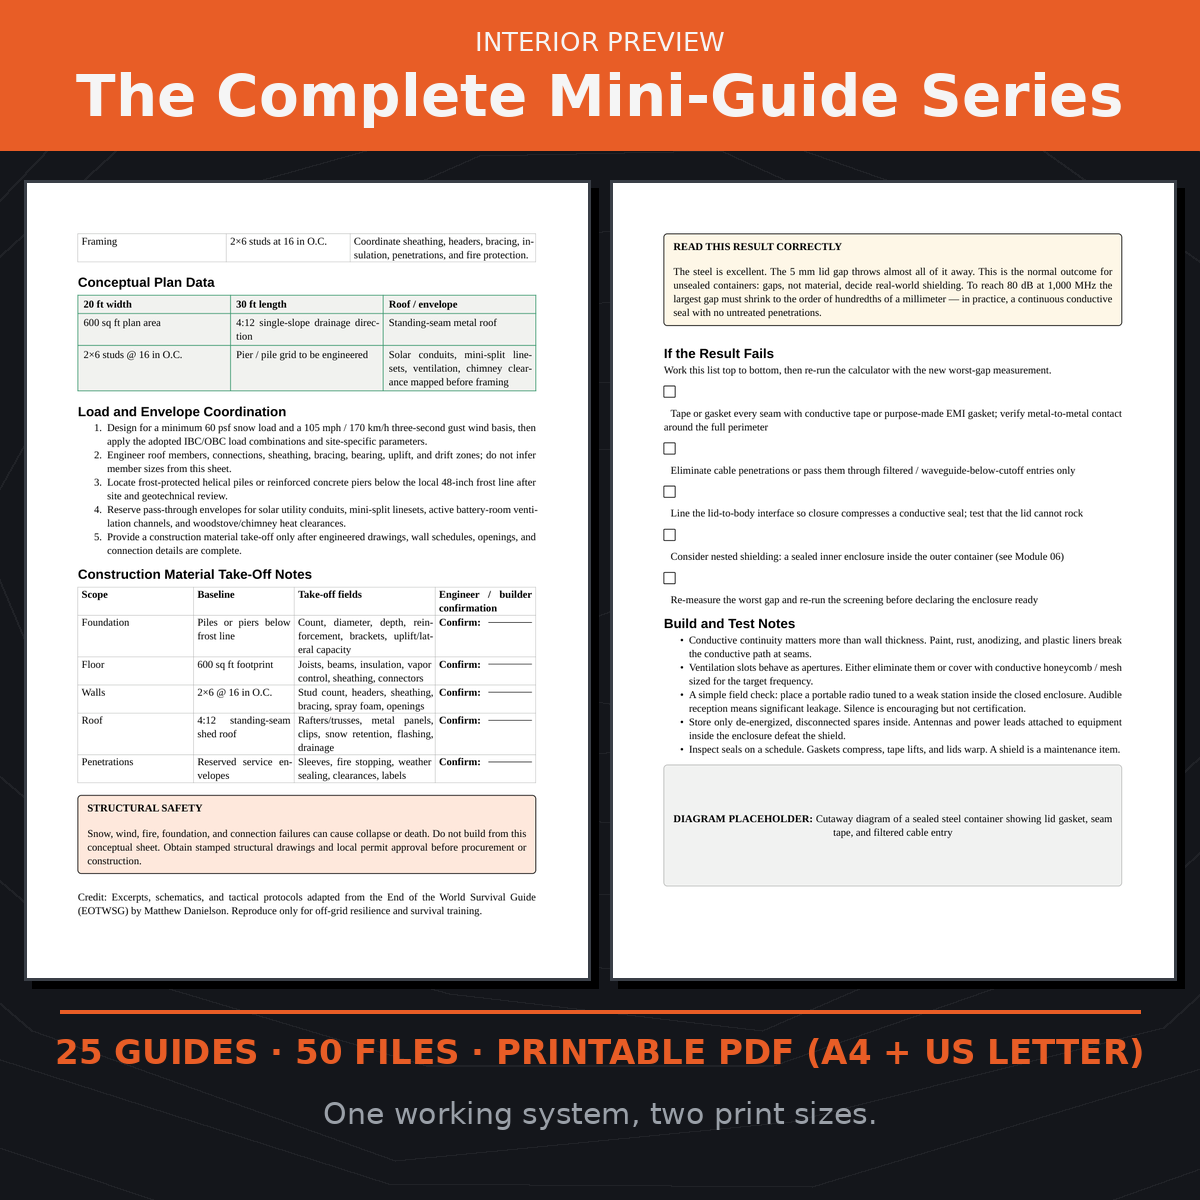 INTERIOR PREVIEW
The Complete Mini-Guide Series
Framing
2×6 studs at 16 in O.C.
Coordinate sheathing, headers, bracing, in-
sulation, penetrations, and fire protection.
Conceptual Plan Data
20 ft width
30 ft length
Roof / envelope
600 sq ft plan area
4:12 single-slope drainage direc-
tion
Standing-seam metal roof
2×6 studs @ 16 in O.C.
Pier / pile grid to be engineered
Solar conduits, mini-split line-
sets, ventilation, chimney clear-
ance mapped before framing
Load and Envelope Coordination
1. Design for a minimum 60 psf snow load and a 105 mph / 170 km/h three-second gust wind basis, then
apply the adopted IBC/OBC load combinations and site-specific parameters.
2. Engineer roof members, connections, sheathing, bracing, bearing, uplift, and drift zones; do not infer
member sizes from this sheet.
3. Locate frost-protected helical piles or reinforced concrete piers below the local 48-inch frost line after
site and geotechnical review.
4. Reserve pass-through envelopes for solar utility conduits, mini-split linesets, active battery-room venti-
lation channels, and woodstove/chimney heat clearances.
5. Provide a construction material take-off only after engineered drawings, wall schedules, openings, and
connection details are complete.
Construction Material Take-Off Notes
Scope
Baseline
Take-off fields
Engineer / builder
confirmation
Foundation
Piles or piers below
frost line
Count, diameter, depth, rein-
forcement, brackets, uplift/lat-
eral capacity
Confirm:
Floor
600 sq ft footprint
Joists, beams, insulation, vapor
control, sheathing, connectors
Confirm:
Walls
2×6 @ 16 in O.C.
Stud count, headers, sheathing,
bracing, spray foam, openings
Confirm:
Roof
4:12 standing-seam
shed roof
Rafters/trusses, metal panels,
clips, snow retention, flashing,
drainage
Confirm:
Penetrations
Reserved service en-
velopes
Sleeves, fire stopping, weather
sealing, clearances, labels
Confirm:
STRUCTURAL SAFETY
Snow, wind, fire, foundation, and connection failures can cause collapse or death. Do not build from this
conceptual sheet. Obtain stamped structural drawings and local permit approval before procurement or
construction.
Credit: Excerpts, schematics, and tactical protocols adapted from the End of the World Survival Guide
(EOTWSG) by Matthew Danielson. Reproduce only for off-grid resilience and survival training.
READ THIS RESULT CORRECTLY
The steel is excellent. The 5 mm lid gap throws almost all of it away. This is the normal outcome for
unsealed containers: gaps, not material, decide real-world shielding. To reach 80 dB at 1,000 MHz the
largest gap must shrink to the order of hundredths of a millimeter — in practice, a continuous conductive
seal with no untreated penetrations.
If the Result Fails
Work this list top to bottom, then re-run the calculator with the new worst-gap measurement.
Tape or gasket every seam with conductive tape or purpose-made EMI gasket; verify metal-to-metal contact
around the full perimeter
Eliminate cable penetrations or pass them through filtered / waveguide-below-cutoff entries only
Line the lid-to-body interface so closure compresses a conductive seal; test that the lid cannot rock
Consider nested shielding: a sealed inner enclosure inside the outer container (see Module 06)
Re-measure the worst gap and re-run the screening before declaring the enclosure ready
Build and Test Notes
• Conductive continuity matters more than wall thickness. Paint, rust, anodizing, and plastic liners break
the conductive path at seams.
• Ventilation slots behave as apertures. Either eliminate them or cover with conductive honeycomb / mesh
sized for the target frequency.
• A simple field check: place a portable radio tuned to a weak station inside the closed enclosure. Audible
reception means significant leakage. Silence is encouraging but not certification.
• Store only de-energized, disconnected spares inside. Antennas and power leads attached to equipment
inside the enclosure defeat the shield.
• Inspect seals on a schedule. Gaskets compress, tape lifts, and lids warp. A shield is a maintenance item.
DIAGRAM PLACEHOLDER: Cutaway diagram of a sealed steel container showing lid gasket, seam
tape, and filtered cable entry
25 GUIDES · 50 FILES · PRINTABLE PDF (A4 + US LETTER)
One working system, two print sizes.